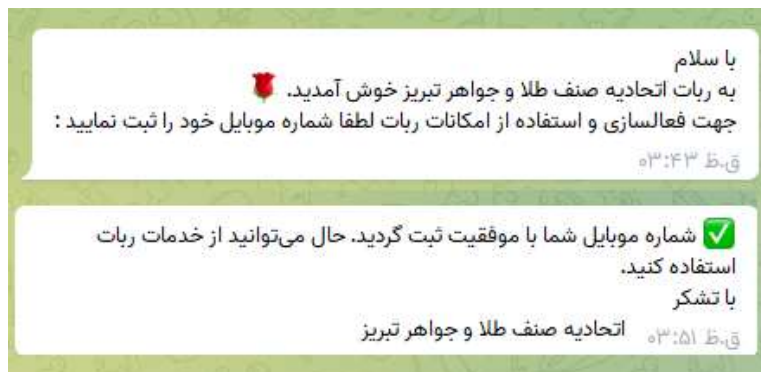 با سلام
به ربات اتحادیه صنف طلا و جواهر تبریز خوش آمدید. 🌹
جهت فعالسازی و استفاده از امکانات ربات لطفا شماره موبایل خود را ثبت نمایید :
۰۳:۴۳ ق.ظ
✅ شماره موبایل شما با موفقیت ثبت گردید. حال می‌توانید از خدمات ربات
استفاده کنید.
با تشکر
اتحادیه صنف طلا و جواهر تبریز
۰۳:۵۱ ق.ظ